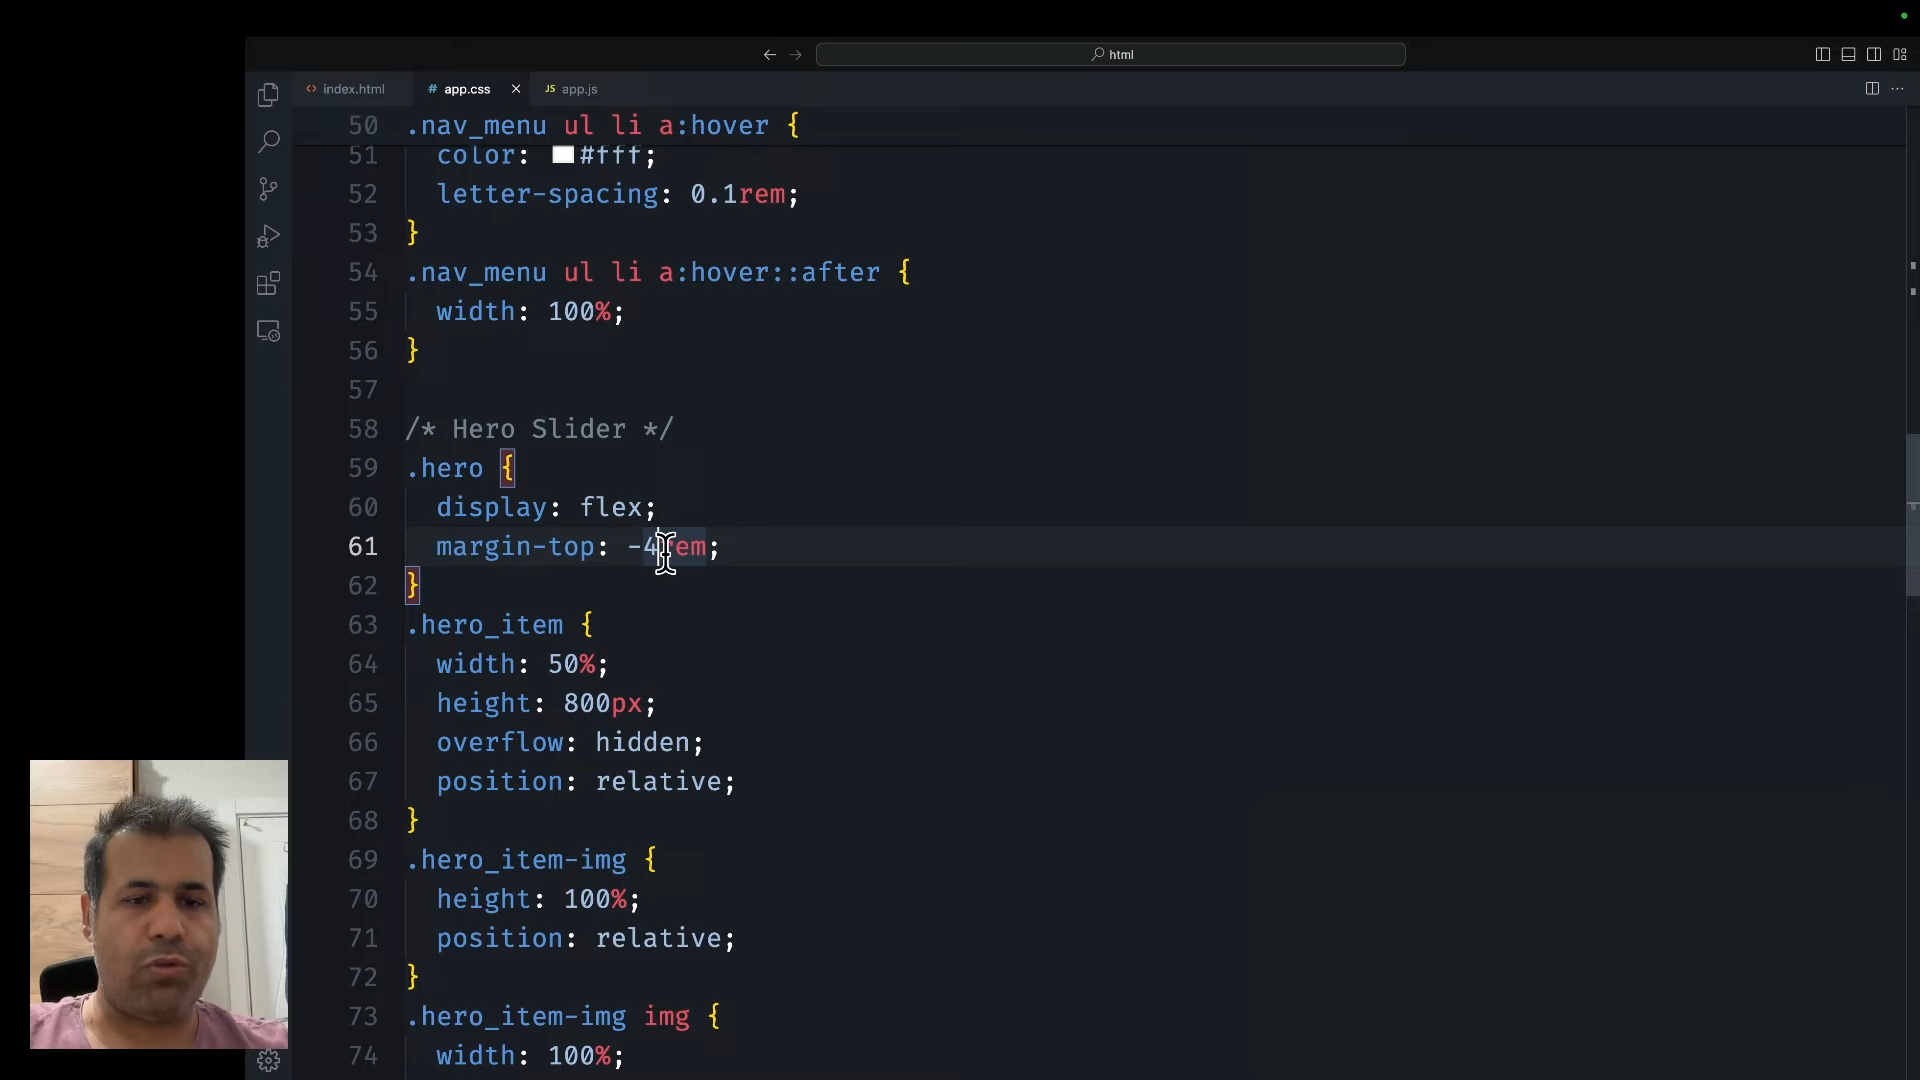 html
index.html
# app.css
JS app.js
50 .nav_menu ul li a:hover {
51 color: #fff;
52 letter-spacing: 0.1rem;
53 }
54 .nav_menu ul li a:hover::after {
55 width: 100%;
56 }
57
58 /* Hero Slider */
59 .hero {
60 display: flex;
61 margin-top: -4rem;
62 }
63 .hero_item {
64 width: 50%;
65 height: 800px;
66 overflow: hidden;
67 position: relative;
68 }
69 .hero_item-img {
70 height: 100%;
71 position: relative;
72 }
73 .hero_item-img img {
74 width: 100%;